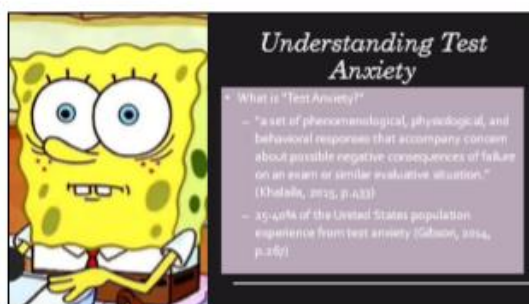 Understanding Test
Anxiety
• What is "Test Anxiety?"
– "a set of phenomenological, physiological, and
behavioral responses that accompany concern
about possible negative consequences of failure
on an exam or similar evaluative situation."
(Khalaila, 2015, p.433)
– 25-40% of the United States population
experience from test anxiety (Gibson, 2014,
p.267)